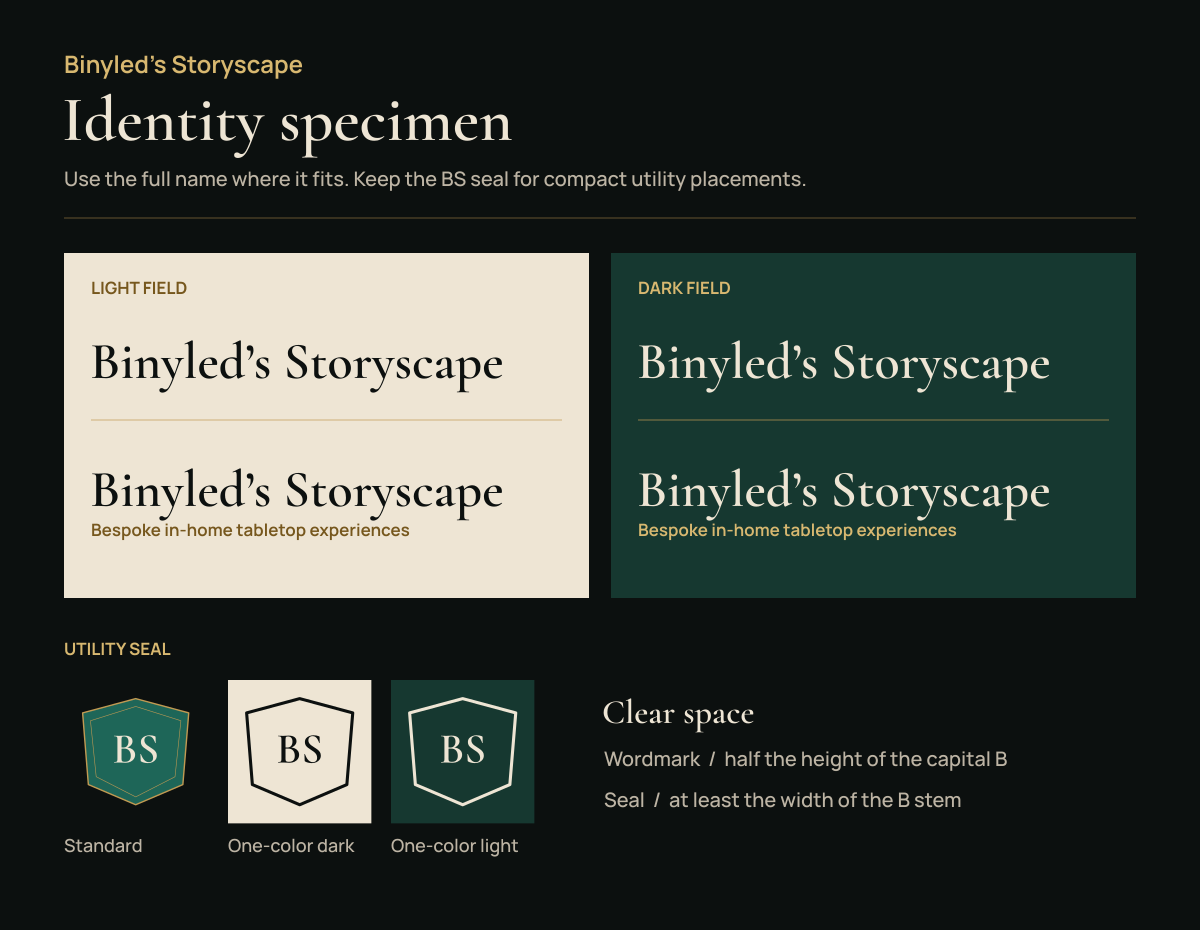 Binyled’s Storyscape
Identity specimen
Use the full name where it fits. Keep the BS seal for compact utility placements.
LIGHT FIELD
Binyled’s Storyscape
Binyled’s Storyscape
Bespoke in-home tabletop experiences
DARK FIELD
Binyled’s Storyscape
Binyled’s Storyscape
Bespoke in-home tabletop experiences
UTILITY SEAL
BS
Standard
BS
One-color dark
BS
One-color light
Clear space
Wordmark / half the height of the capital B
Seal / at least the width of the B stem